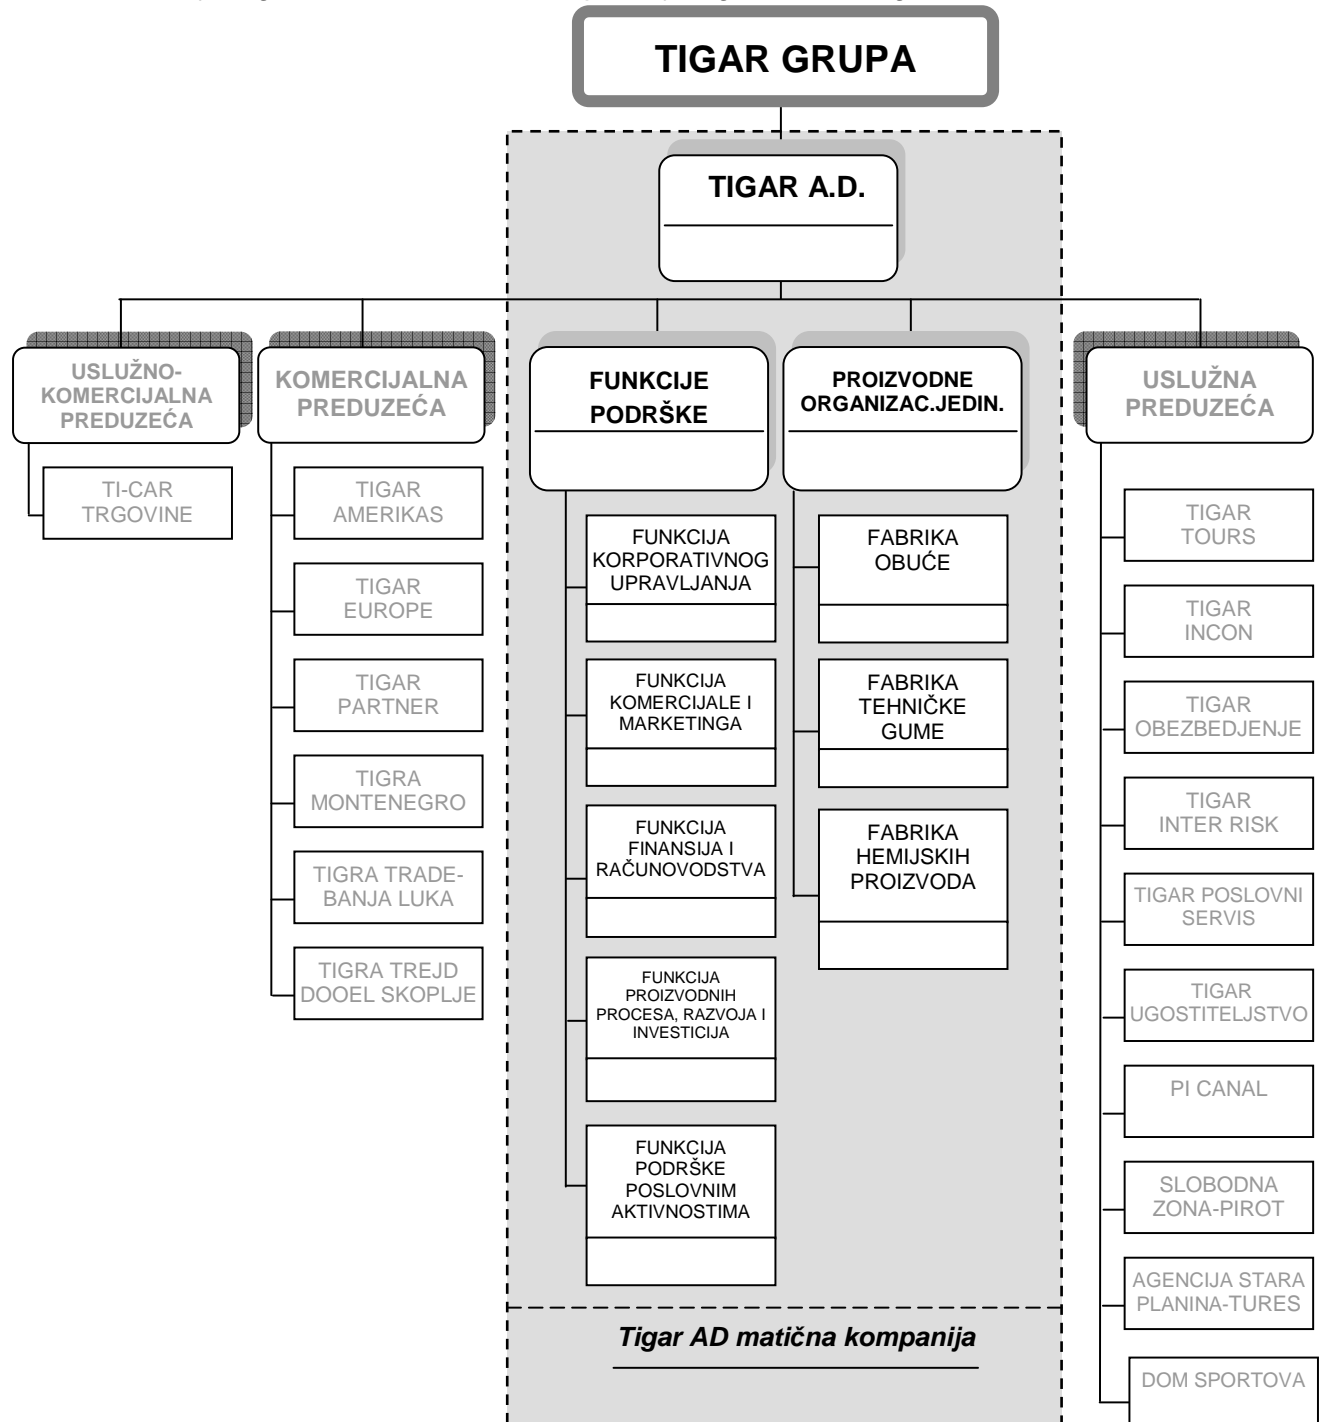 TIGAR GRUPA
TIGAR A.D.
USLUŽNO-
KOMERCIJALNA
PREDUZEĆA
TI-CAR
TRGOVINE
KOMERCIJALNA
PREDUZEĆA
TIGAR
AMERIKAS
TIGAR
EUROPE
TIGAR
PARTNER
TIGRA
MONTENEGRO
TIGRA TRADE-
BANJA LUKA
TIGRA TREJD
DOOEL SKOPLJE
FUNKCIJE
PODRŠKE
FUNKCIJA
KORPORATIVNOG
UPRAVLJANJA
FUNKCIJA
KOMERCIJALE I
MARKETINGA
FUNKCIJA
FINANSIJA I
RAČUNOVODSTVA
FUNKCIJA
PROIZVODNIH
PROCESA, RAZVOJA I
INVESTICIJA
FUNKCIJA
PODRŠKE
POSLOVNIM
AKTIVNOSTIMA
PROIZVODNE
ORGANIZAC.JEDIN.
FABRIKA
OBUĆE
FABRIKA
TEHNIČKE
GUME
FABRIKA
HEMIJSKIH
PROIZVODA
USLUŽNA
PREDUZEĆA
TIGAR
TOURS
TIGAR
INCON
TIGAR
OBEZBEDJENJE
TIGAR
INTER RISK
TIGAR POSLOVNI
SERVIS
TIGAR
UGOSTITELJSTVO
PI CANAL
SLOBODNA
ZONA-PIROT
AGENCIJA STARA
PLANINA-TURES
DOM SPORTOVA
Tigar AD matična kompanija